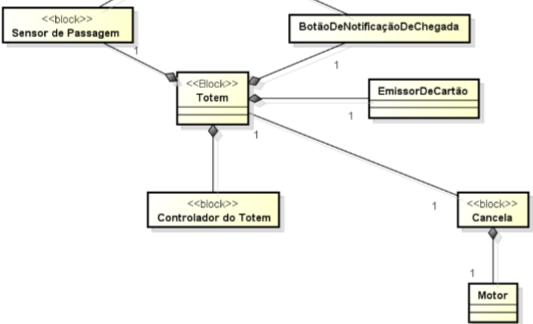 <<block>>
Sensor de Passagem
BotãoDeNotificaçãoDeChegada
1
1
<<Block>>
Totem
EmissorDeCartão
1
1
<<block>>
Controlador do Totem
1
<<block>>
Cancela
1
Motor